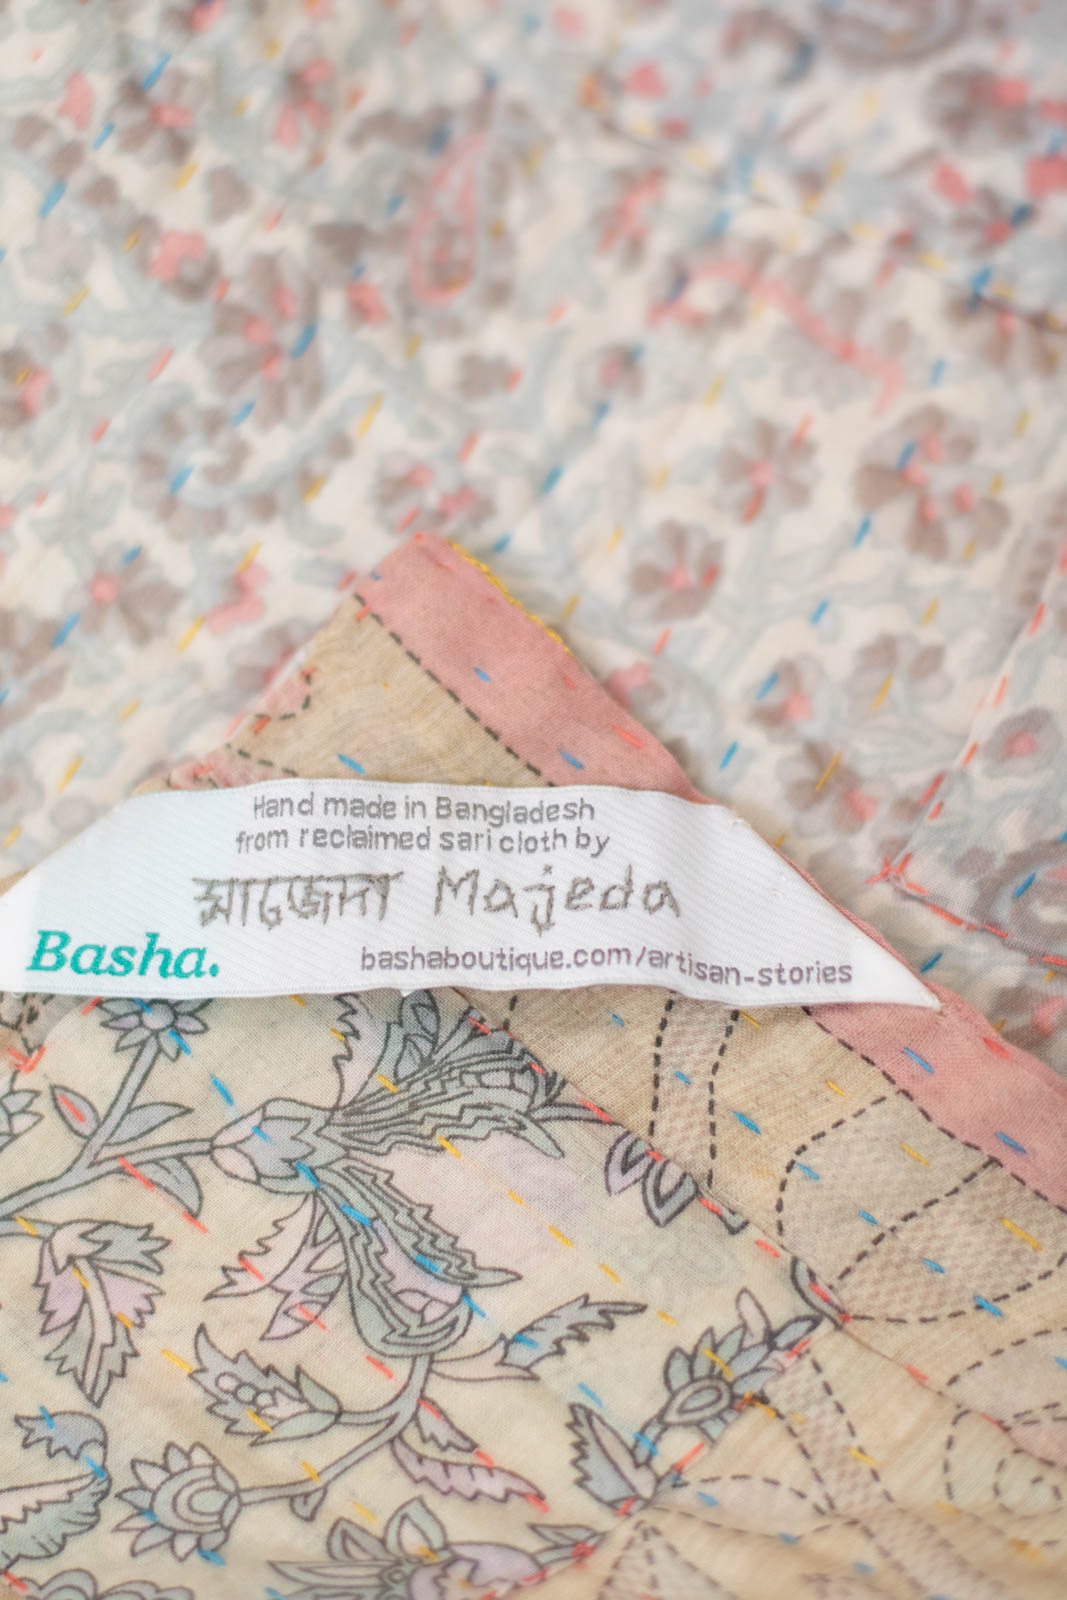 Hand made in Bangladesh
from reclaimed sari cloth by
মাজেদা Majeda
Basha.
bashaboutique.com/artisan-stories